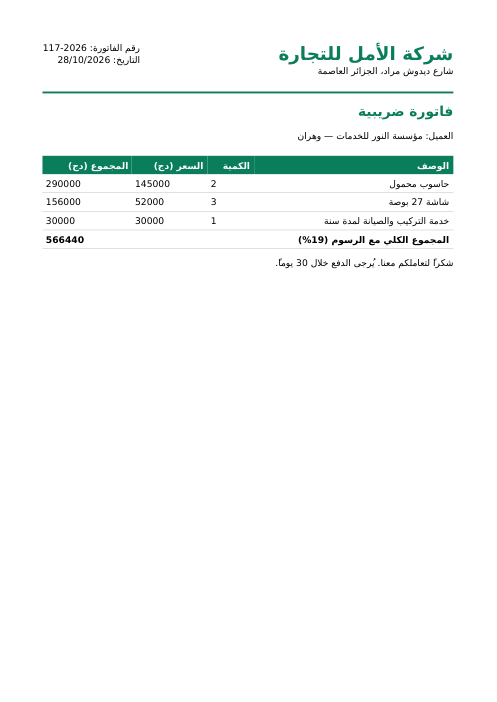 شركة الأمل للتجارة
شارع ديدوش مراد، الجزائر العاصمة
رقم الفاتورة: 2026-117
التاريخ: 28/10/2026
فاتورة ضريبية
العميل: مؤسسة النور للخدمات — وهران
الوصف الكمية السعر (دج) المجموع (دج)
حاسوب محمول 2 145000 290000
شاشة 27 بوصة 3 52000 156000
خدمة التركيب والصيانة لمدة سنة 1 30000 30000
المجموع الكلي مع الرسوم (19%) 566440
شكراً لتعاملكم معنا. يُرجى الدفع خلال 30 يوماً.